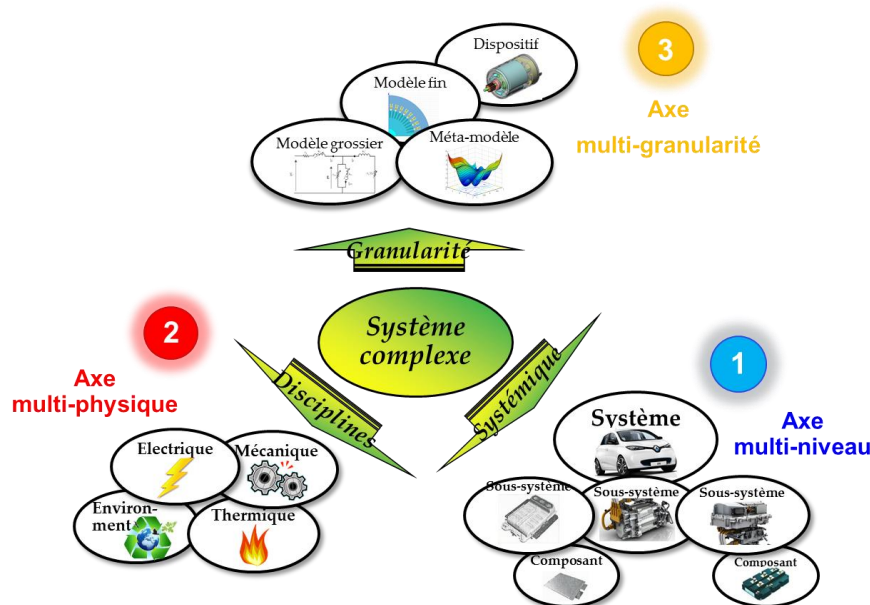 Dispositif
3
Modèle fin
Axe
multi-granularité
Modèle grossier
Méta-modèle
Granularité
Système
complexe
2
Axe
multi-physique
Disciplines
Systémique
1
Axe
multi-niveau
Electrique
Mécanique
Environ-
ment
Thermique
Système
Sous-système
Sous-système
Sous-système
Composant
Composant